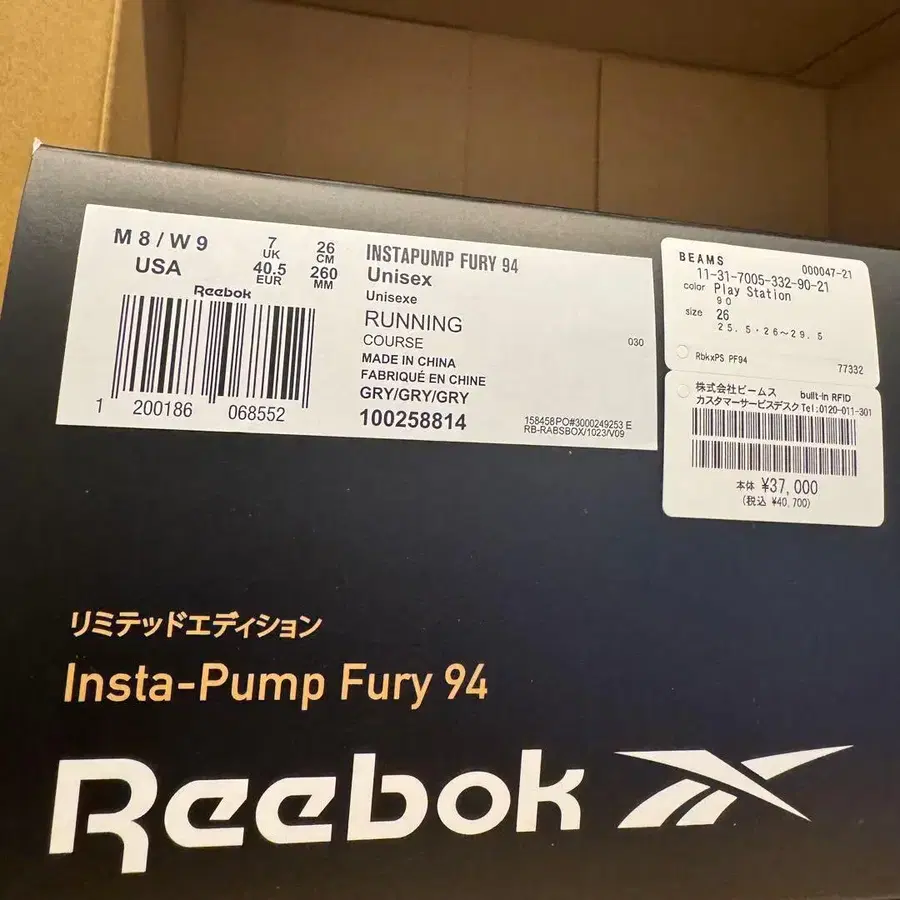 M 8 / W 9
USA
7
UK
40.5
EUR
26
CM
260
MM
Reebok
1 200186 068552
INSTAPUMP FURY 94
Unisex
Unisexe
RUNNING
COURSE
030
MADE IN CHINA
FABRIQUÉ EN CHINE
GRY/GRY/GRY
100258814
158458PO#3000249253 E
RB-RABSBOX/1023/V09
BEAMS
000047-21
11-31-7005-332-90-21
color Play Station
90
size 26
25.5・26～29.5
RbkxPS PF94
77332
株式会社ビームス built-in RFID
カスタマーサービスデスク Tel:0120-011-301
本体 ¥37,000
(税込 ¥40,700)
リミテッドエディション
Insta-Pump Fury 94
Reebok